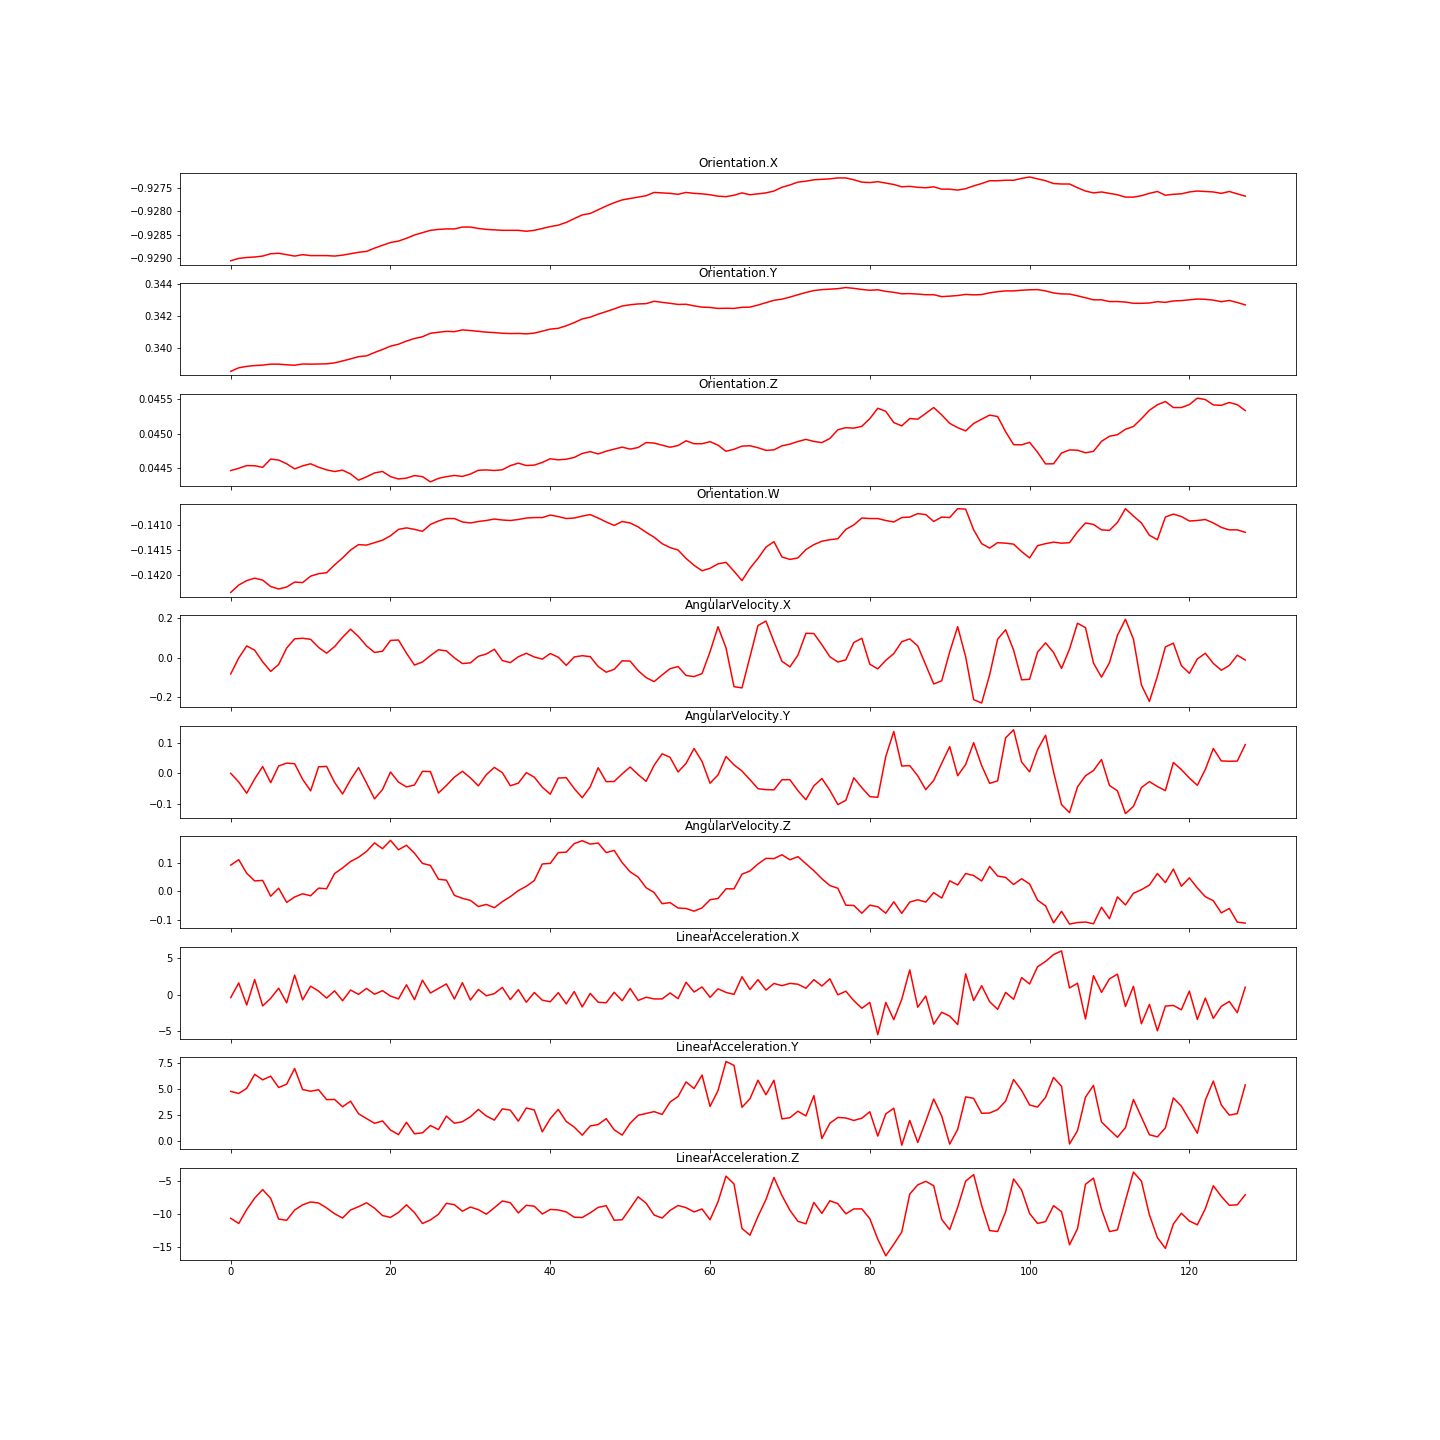 Orientation.X
−0.9275
−0.9280
−0.9285
−0.9290
Orientation.Y
0.344
0.342
0.340
Orientation.Z
0.0455
0.0450
0.0445
Orientation.W
−0.1410
−0.1415
−0.1420
AngularVelocity.X
0.2
0.0
−0.2
AngularVelocity.Y
0.1
0.0
−0.1
AngularVelocity.Z
0.1
0.0
−0.1
LinearAcceleration.X
5
0
−5
LinearAcceleration.Y
7.5
5.0
2.5
0.0
LinearAcceleration.Z
−5
−10
−15
0 20 40 60 80 100 120